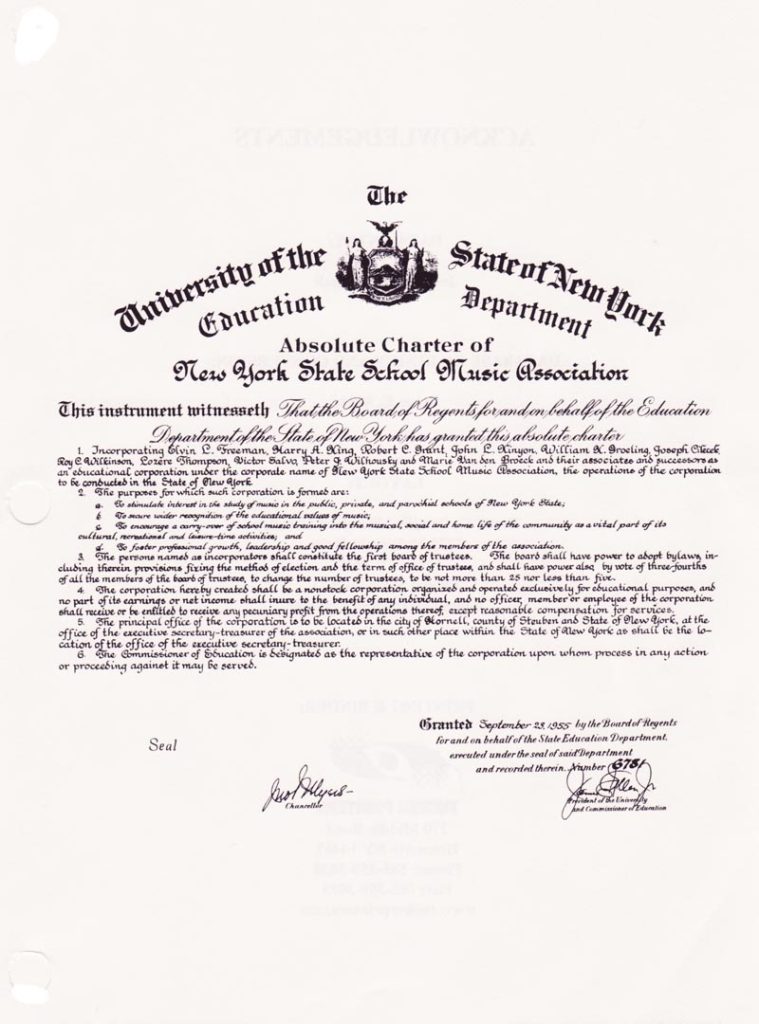 The
University of the State of New York
Education Department
Absolute Charter of
New York State School Music Association
This instrument witnesseth That the Board of Regents for and on behalf of the Education
Department of the State of New York has granted this absolute charter
1. Incorporating Elvin L. Freeman, Harry A. King, Robert C. Grant, John L. Kinyon, William K. Groeling, Joseph
Roy C. Wilkinson, Lozere Thompson, Victor Salvo, Peter J. Wilhousky and Marie Van den Broeck and their associates and successors as
an educational corporation under the corporate name of New York State School Music Association, the operations of the corporation
to be conducted in the State of New York
2. The purposes for which such corporation is formed are:
a. To stimulate interest in the study of music in the public, private, and parochial schools of New York State;
b. To secure wider recognition of the educational values of music;
c. To encourage a carry-over of school music training into the musical, social and home life of the community as a vital part of its
cultural, recreational and leisure-time activities; and
d. To foster professional growth, leadership and good fellowship among the members of the association.
3. The persons named as incorporators shall constitute the first board of trustees. The board shall have power to adopt bylaws, in-
cluding therein provisions fixing the method of election and the term of office of trustees, and shall have power also, by vote of three-fourths
of all the members of the board of trustees, to change the number of trustees, to be not more than 25 nor less than five.
4. The corporation hereby created shall be a nonstock corporation organized and operated exclusively for educational purposes, and
no part of its earnings or net income shall inure to the benefit of any individual, and no officer, member or employee of the corporation
shall receive or be entitled to receive any pecuniary profit from the operations thereof, except reasonable compensation for services.
5. The principal office of the corporation is to be located in the city of Hornell, county of Steuben and State of New York, at the
office of the executive secretary-treasurer of the association, or in such other place within the State of New York as shall be the lo-
cation of the office of the executive secretary-treasurer.
6. The Commissioner of Education is designated as the representative of the corporation upon whom process in any action
or proceeding against it may be served.
Granted September 23, 1955 by the Board of Regents
for and on behalf of the State Education Department,
executed under the seal of said Department
and recorded therein. Number 6781
Seal
Chancellor
President of the University
and Commissioner of Education